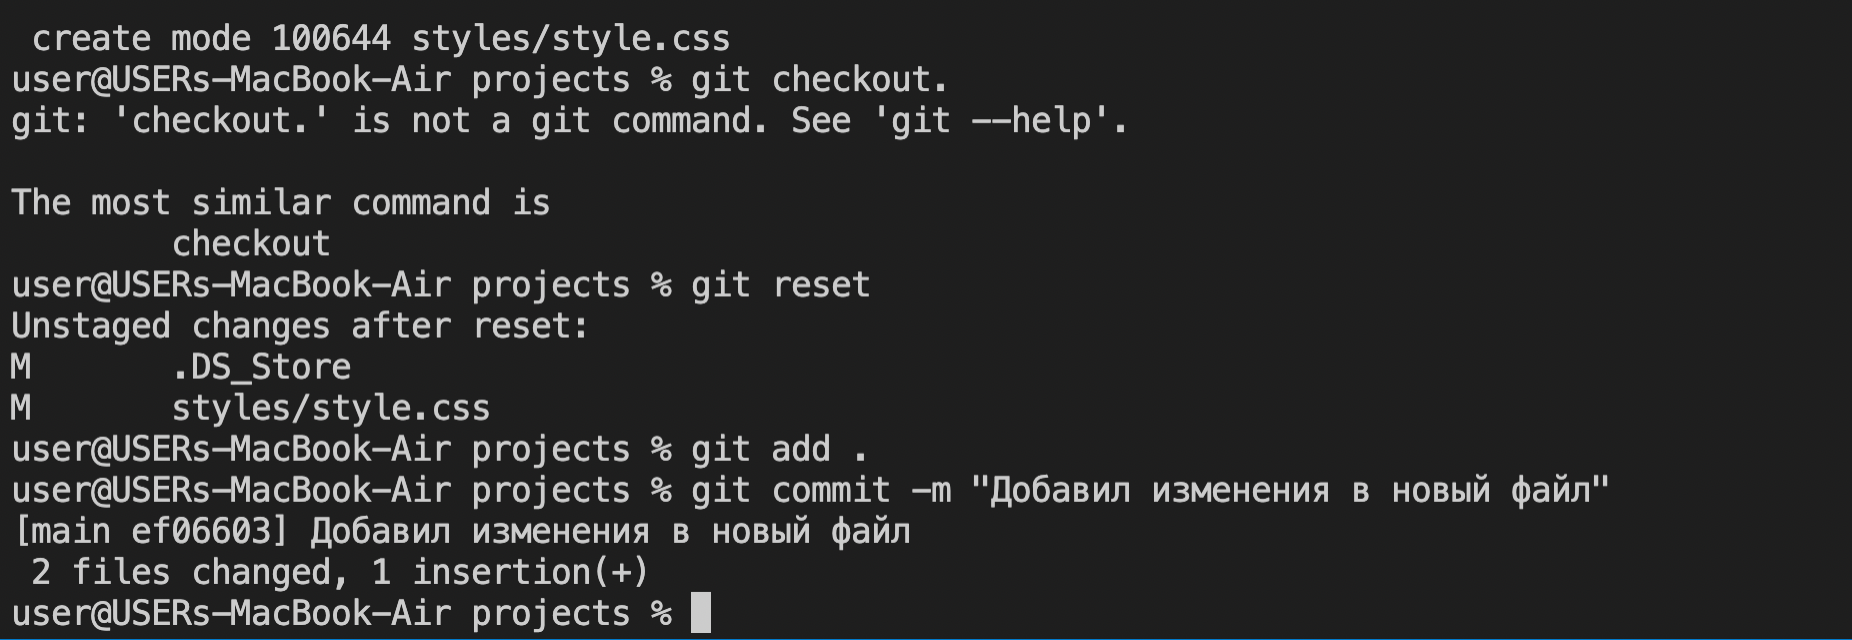 create mode 100644 styles/style.css
user@USERs-MacBook-Air projects % git checkout.
git: 'checkout.' is not a git command. See 'git --help'.
The most similar command is
checkout
user@USERs-MacBook-Air projects % git reset
Unstaged changes after reset:
M       .DS_Store
M       styles/style.css
user@USERs-MacBook-Air projects % git add .
user@USERs-MacBook-Air projects % git commit -m "Добавил изменения в новый файл"
[main ef06603] Добавил изменения в новый файл
2 files changed, 1 insertion(+)
user@USERs-MacBook-Air projects %